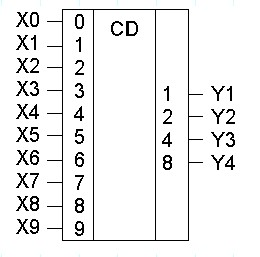 X0 0 CD
X1 1
X2 2
X3 3 1 Y1
X4 4 2 Y2
X5 5 4 Y3
X6 6 8 Y4
X7 7
X8 8
X9 9